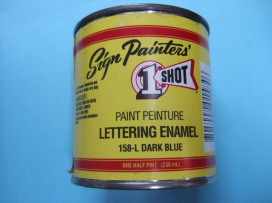 Sign Painters'
1 SHOT
PAINT PEINTURE
LETTERING ENAMEL
158-L DARK BLUE
ONE HALF PINT (236 mL)